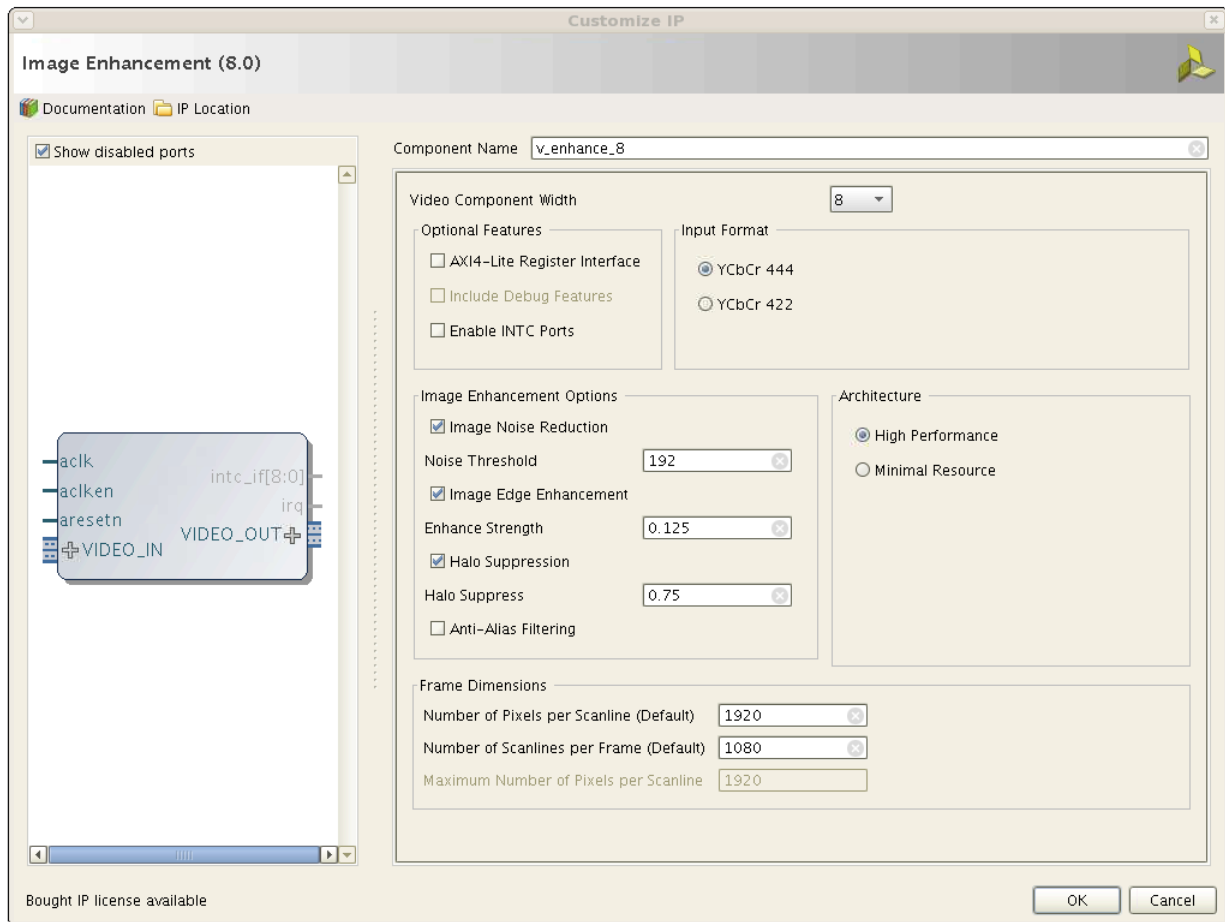 Customize IP
Image Enhancement (8.0)
Documentation IP Location
Show disabled ports
aclk
aclken
aresetn
VIDEO_IN
intc_if[8:0]
irq
VIDEO_OUT
Component Name v_enhance_8
Video Component Width 8
Optional Features
AXI4-Lite Register Interface
Include Debug Features
Enable INTC Ports
Input Format
YCbCr 444
YCbCr 422
Image Enhancement Options
Image Noise Reduction
Noise Threshold 192
Image Edge Enhancement
Enhance Strength 0.125
Halo Suppression
Halo Suppress 0.75
Anti-Alias Filtering
Architecture
High Performance
Minimal Resource
Frame Dimensions
Number of Pixels per Scanline (Default) 1920
Number of Scanlines per Frame (Default) 1080
Maximum Number of Pixels per Scanline 1920
Bought IP license available
OK Cancel